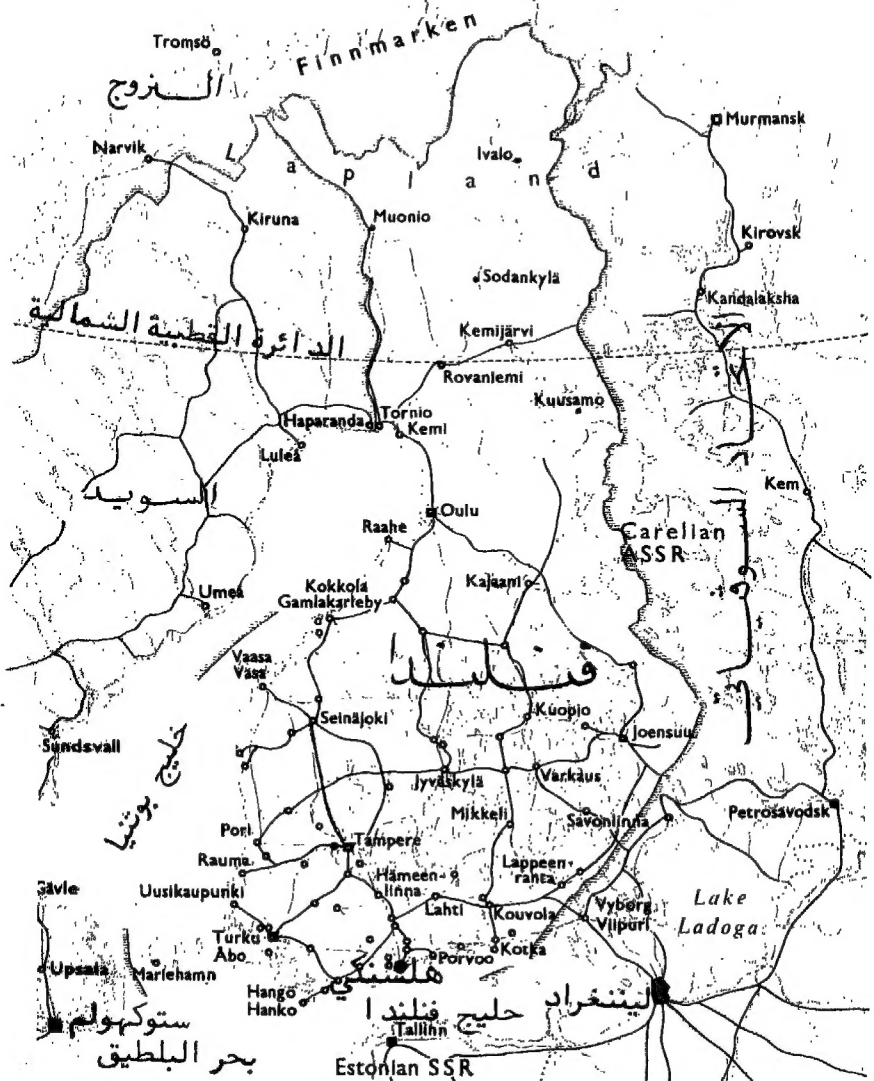 Tromsö
Finnmarken
النروج
Murmansk
Narvik
Ivalo
Lapland
Kiruna
Muonio
Kirovsk
Sodankylä
Kandalaksha
الدائرة القطبية الشمالية
Kemijärvi
Rovaniemi
Kuusamo
Haparanda
Tornio
Kemi
Luleå
السويد
Kem
Oulu
Raahe
Carelian
ASSR
Kajaani
Umeå
Kokkola
Gamlakarleby
فنلندا
Vaasa
Vasa
Kuopio
Seinäjoki
Joensuu
Sundsvall
خليج بوثنيا
Jyväskylä
Varkaus
Mikkeli
Savonlinna
Petrosavodsk
Pori
Tampere
Rauma
Hämeen-
linna
Lappeen-
rahta
Gävle
Uusikaupunki
Lahti
Kouvola
Vyborg
Viipuri
Lake
Ladoga
Turku
Åbo
Kotka
Porvoo
Upsala
Mariehamn
هلسنكي
Hangö
Hanko
خليج فنلندا
ليننغراد
ستوكهولم
Tallinn
بحر البلطيق
Estonian SSR